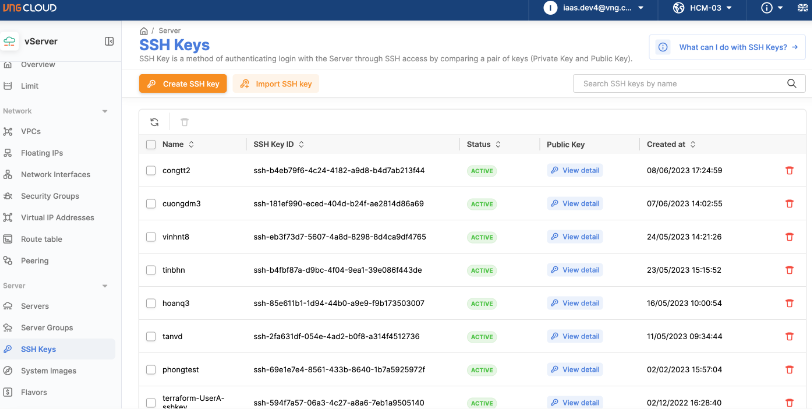 VNGCLOUD
I iaas.dev4@vng.c... HCM-03
vServer
Overview
Limit
Network
VPCs
Floating IPs
Network Interfaces
Security Groups
Virtual IP Addresses
Route table
Peering
Server
Servers
Server Groups
SSH Keys
System Images
Flavors
/ Server
SSH Keys
SSH Key is a method of authenticating login with the Server through SSH access by comparing a pair of keys (Private Key and Public Key).
What can I do with SSH Keys?
Create SSH key Import SSH key Search SSH keys by name
Name SSH Key ID Status Public Key Created at
congtt2 ssh-b4eb79f6-4c24-4182-a9d8-b4d7ab213f44 ACTIVE View detail 08/06/2023 17:24:59
cuongdm3 ssh-181ef990-eced-404d-b24f-ae2814d86a69 ACTIVE View detail 07/06/2023 14:02:55
vinhnt8 ssh-eb3f73d7-5607-4a8d-8298-8d4ca9df4765 ACTIVE View detail 24/05/2023 14:21:26
tinbhn ssh-b4fbf87a-d9bc-4f04-9ea1-39e086f443de ACTIVE View detail 23/05/2023 15:15:52
hoanq3 ssh-85e611b1-1d94-44b0-a9e9-f9b173503007 ACTIVE View detail 16/05/2023 10:00:54
tanvd ssh-2fa631df-054e-4ad2-b0f8-a314f4512736 ACTIVE View detail 11/05/2023 09:34:44
phongtest ssh-69e1e7e4-8561-433b-8640-1b7a5925972f ACTIVE View detail 02/02/2023 15:57:04
terraform-UserA-
sshkey ssh-594f7a57-06a3-4c27-a8a6-7eb1a9505140 ACTIVE View detail 02/12/2022 16:28:40